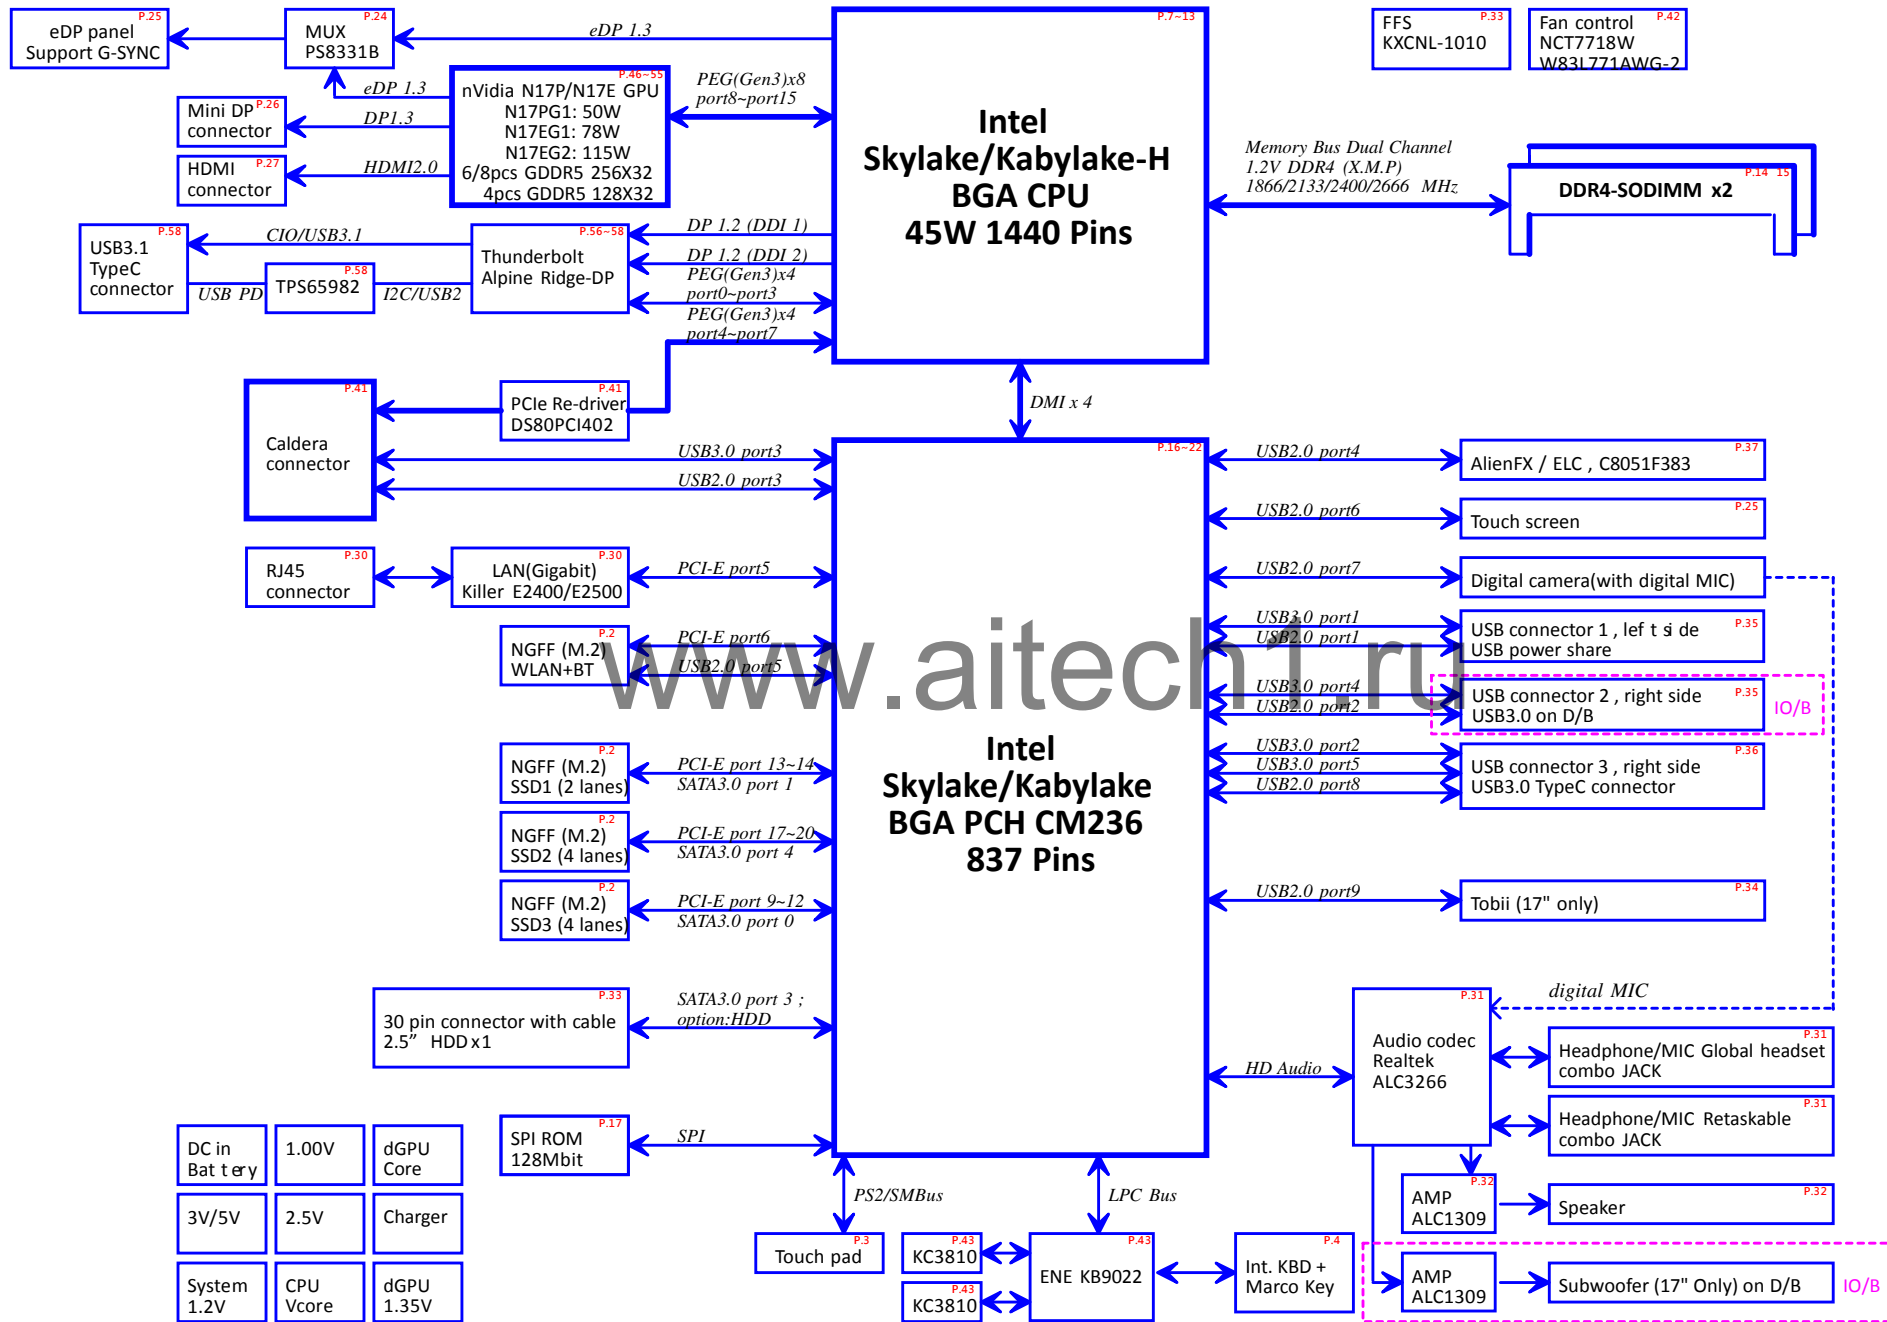 P.25
eDP panel
Support G-SYNC
P.24
MUX
PS8331B
eDP 1.3
P.7~13
Intel
Skylake/Kabylake-H
BGA CPU
45W 1440 Pins
P.33
FFS
KXCNL-1010
P.42
Fan control
NCT7718W
W83L771AWG-2
eDP 1.3
P.46~55
nVidia N17P/N17E GPU
N17PG1: 50W
N17EG1: 78W
N17EG2: 115W
6/8pcs GDDR5 256X32
4pcs GDDR5 128X32
PEG(Gen3)x8
port8~port15
P.26
Mini DP
connector
DP1.3
P.27
HDMI
connector
HDMI2.0
Memory Bus Dual Channel
1.2V DDR4 (X.M.P)
1866/2133/2400/2666 MHz
P.14 15
DDR4-SODIMM x2
P.58
USB3.1
TypeC
connector
CIO/USB3.1
USB PD
P.58
TPS65982
I2C/USB2
P.56~58
Thunderbolt
Alpine Ridge-DP
DP 1.2 (DDI 1)
DP 1.2 (DDI 2)
PEG(Gen3)x4
port0~port3
PEG(Gen3)x4
port4~port7
P.41
Caldera
connector
P.41
PCIe Re-driver
DS80PCI402
DMI x 4
USB3.0 port3
USB2.0 port3
P.16~22
Intel
Skylake/Kabylake
BGA PCH CM236
837 Pins
USB2.0 port4
P.37
AlienFX / ELC , C8051F383
USB2.0 port6
P.25
Touch screen
P.30
RJ45
connector
P.30
LAN(Gigabit)
Killer E2400/E2500
PCI-E port5
USB2.0 port7
Digital camera(with digital MIC)
P.2
NGFF (M.2)
WLAN+BT
PCI-E port6
USB2.0 port5
www.aitech1.ru
USB3.0 port1
USB2.0 port1
P.35
USB connector 1 , left side
USB power share
USB3.0 port4
USB2.0 port2
P.35
USB connector 2 , right side
USB3.0 on D/B
IO/B
P.2
NGFF (M.2)
SSD1 (2 lanes)
PCI-E port 13~14
SATA3.0 port 1
USB3.0 port2
USB3.0 port5
USB2.0 port8
P.36
USB connector 3 , right side
USB3.0 TypeC connector
P.2
NGFF (M.2)
SSD2 (4 lanes)
PCI-E port 17~20
SATA3.0 port 4
P.2
NGFF (M.2)
SSD3 (4 lanes)
PCI-E port 9~12
SATA3.0 port 0
USB2.0 port9
P.34
Tobii (17" only)
P.33
30 pin connector with cable
2.5” HDD x1
SATA3.0 port 3 ;
option:HDD
digital MIC
HD Audio
P.31
Audio codec
Realtek
ALC3266
P.31
Headphone/MIC Global headset
combo JACK
P.31
Headphone/MIC Retaskable
combo JACK
P.17
SPI ROM
128Mbit
SPI
DC in
Battery
1.00V
dGPU
Core
3V/5V
2.5V
Charger
System
1.2V
CPU
Vcore
dGPU
1.35V
PS2/SMBus
LPC Bus
P.3
Touch pad
P.43
KC3810
P.43
KC3810
P.43
ENE KB9022
P.4
Int. KBD +
Marco Key
P.32
AMP
ALC1309
P.32
Speaker
AMP
ALC1309
Subwoofer (17" Only) on D/B
IO/B